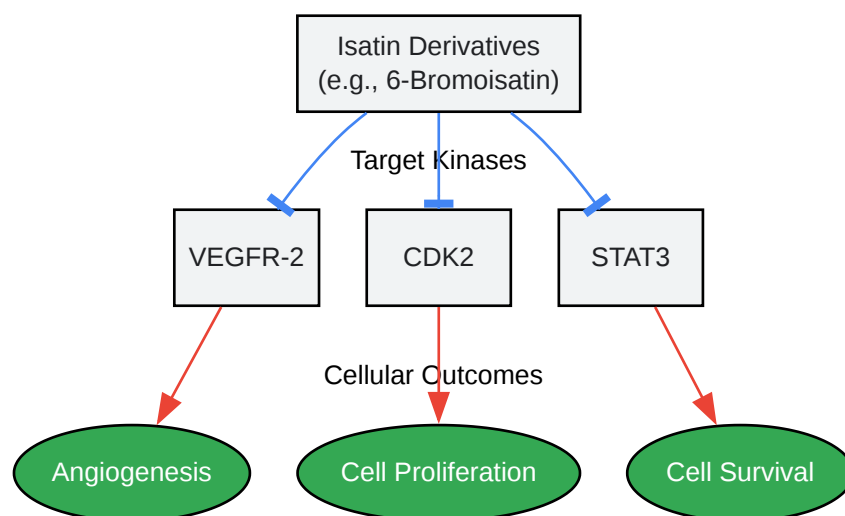 Isatin Derivatives
(e.g., 6-Bromoisatin)
Target Kinases
VEGFR-2
CDK2
STAT3
Cellular Outcomes
Angiogenesis
Cell Proliferation
Cell Survival